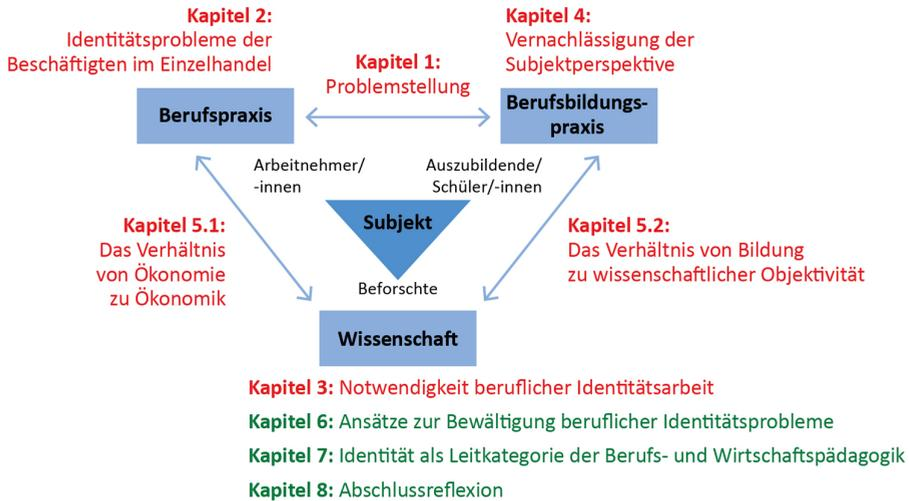 Kapitel 2:
Identitätsprobleme der
Beschäftigten im Einzelhandel
Kapitel 1:
Problemstellung
Kapitel 4:
Vernachlässigung der
Subjektperspektive
Berufspraxis
Berufsbildungs-
praxis
Arbeitnehmer/
-innen
Auszubildende/
Schüler/-innen
Subjekt
Beforschte
Kapitel 5.1:
Das Verhältnis
von Ökonomie
zu Ökonomik
Kapitel 5.2:
Das Verhältnis von Bildung
zu wissenschaftlicher Objektivität
Wissenschaft
Kapitel 3: Notwendigkeit beruflicher Identitätsarbeit
Kapitel 6: Ansätze zur Bewältigung beruflicher Identitätsprobleme
Kapitel 7: Identität als Leitkategorie der Berufs- und Wirtschaftspädagogik
Kapitel 8: Abschlussreflexion